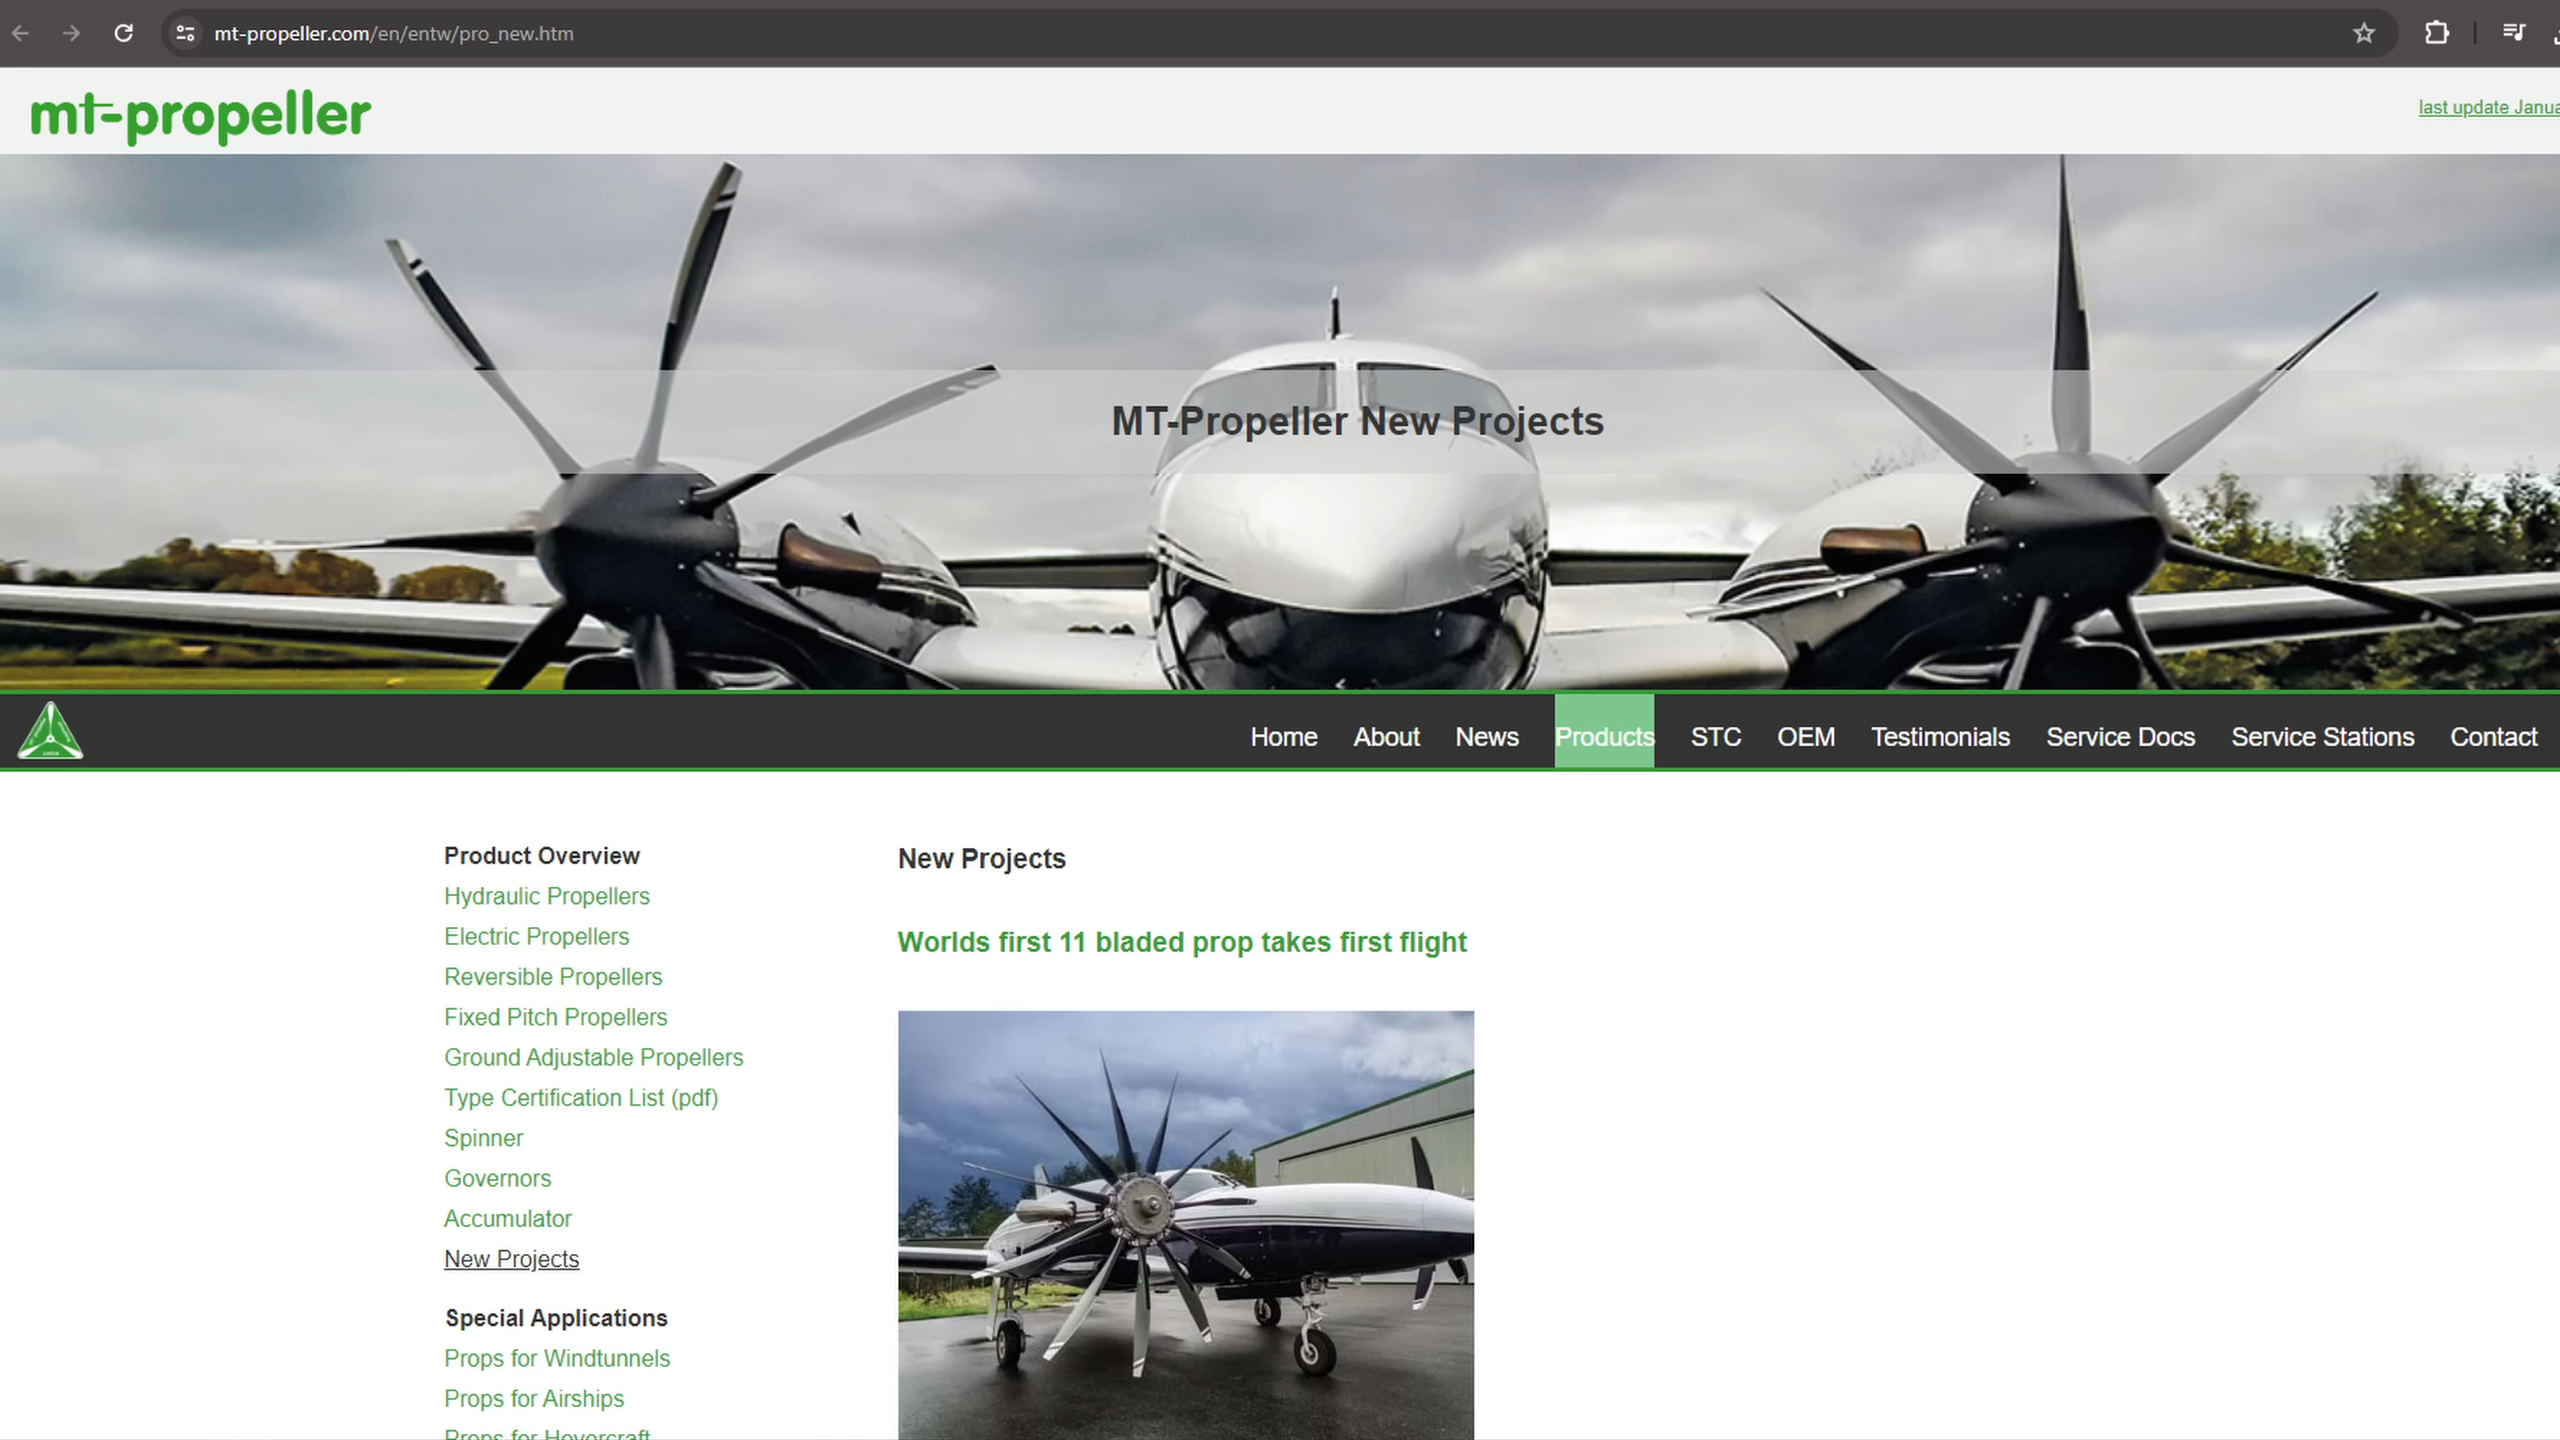 mt-propeller.com/en/entw/pro_new.htm
mt-propeller
last update
MT-Propeller New Projects
Home About News Products STC OEM Testimonials Service Docs Service Stations Contact
Product Overview
Hydraulic Propellers
Electric Propellers
Reversible Propellers
Fixed Pitch Propellers
Ground Adjustable Propellers
Type Certification List (pdf)
Spinner
Governors
Accumulator
New Projects
Special Applications
Props for Windtunnels
Props for Airships
Props for Hovercraft
New Projects
Worlds first 11 bladed prop takes first flight